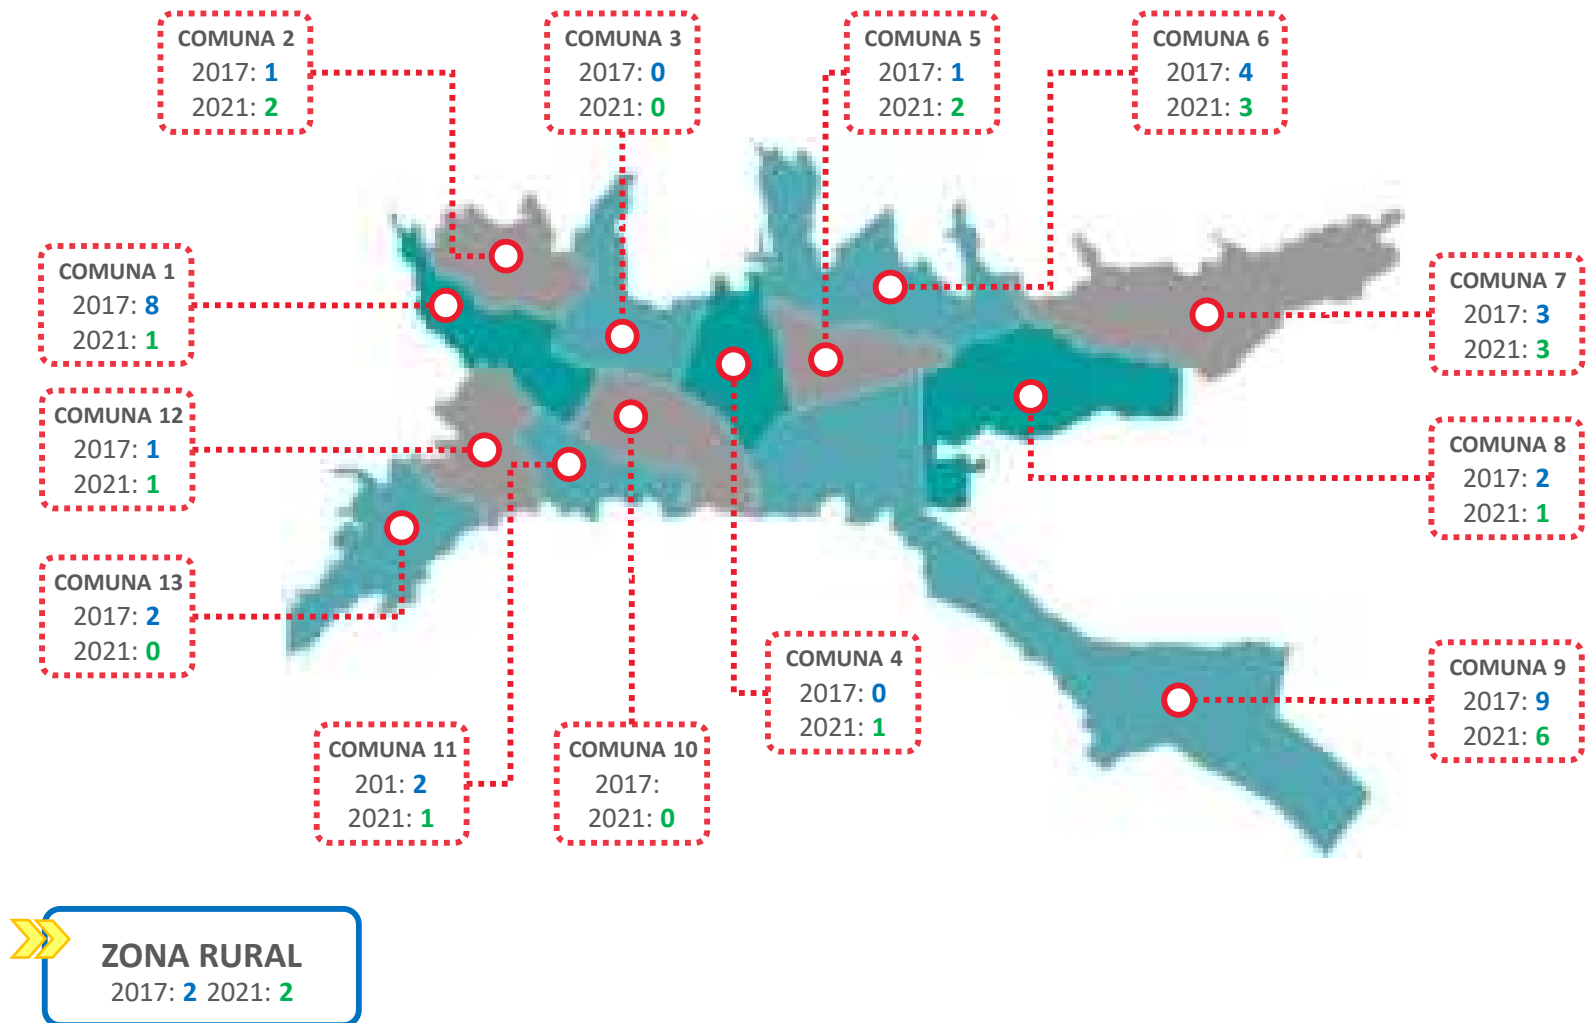 COMUNA 2
2017: 1
2021: 2
COMUNA 3
2017: 0
2021: 0
COMUNA 5
2017: 1
2021: 2
COMUNA 6
2017: 4
2021: 3
COMUNA 1
2017: 8
2021: 1
COMUNA 7
2017: 3
2021: 3
COMUNA 12
2017: 1
2021: 1
COMUNA 8
2017: 2
2021: 1
COMUNA 13
2017: 2
2021: 0
COMUNA 4
2017: 0
2021: 1
COMUNA 9
2017: 9
2021: 6
COMUNA 11
201: 2
2021: 1
COMUNA 10
2017:
2021: 0
ZONA RURAL
2017: 2 2021: 2